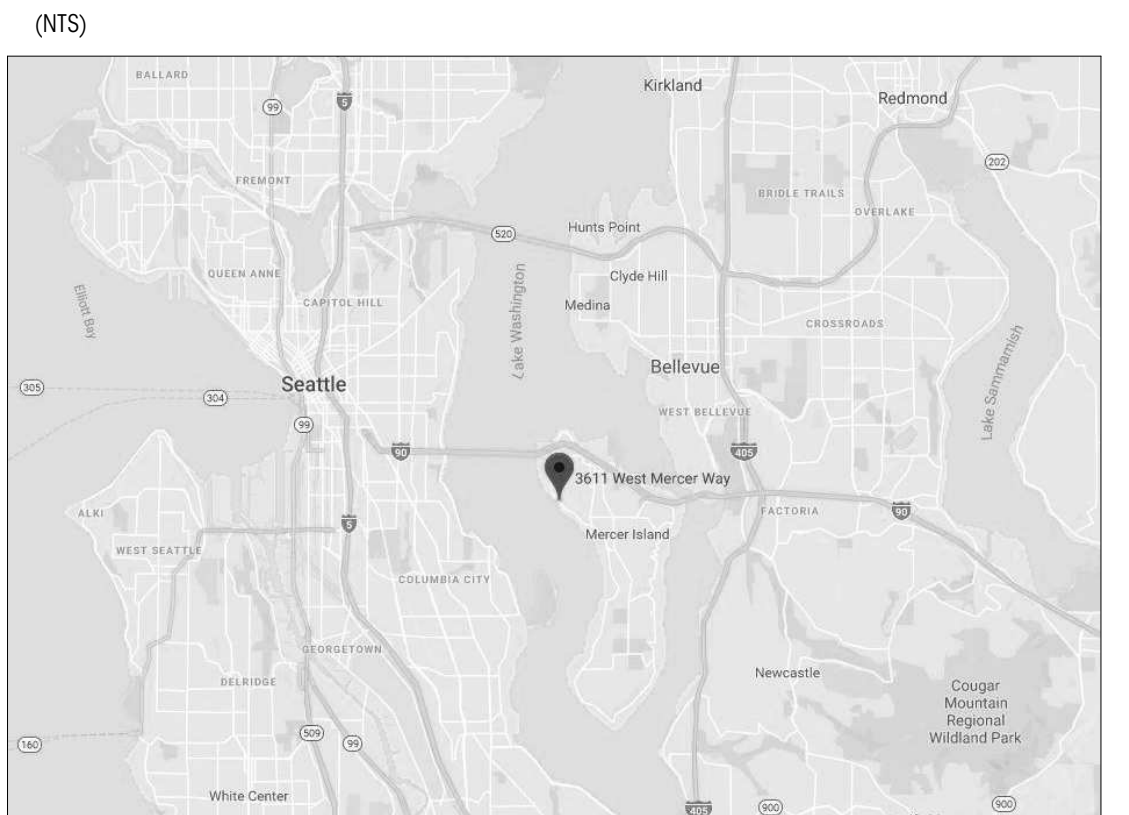 (NTS)
BALLARD
Kirkland
Redmond
99
5
202
FREMONT
BRIDLE TRAILS
OVERLAKE
Hunts Point
520
QUEEN ANNE
Clyde Hill
Elliott Bay
CAPITOL HILL
Medina
Lake Washington
CROSSROADS
Bellevue
Lake Sammamish
305
Seattle
304
WEST BELLEVUE
99
90
405
3611 West Mercer Way
ALKI
5
FACTORIA
90
Mercer Island
WEST SEATTLE
COLUMBIA CITY
GEORGETOWN
Newcastle
DELRIDGE
Cougar
Mountain
Regional
Wildland Park
509
99
160
White Center
405
900
900